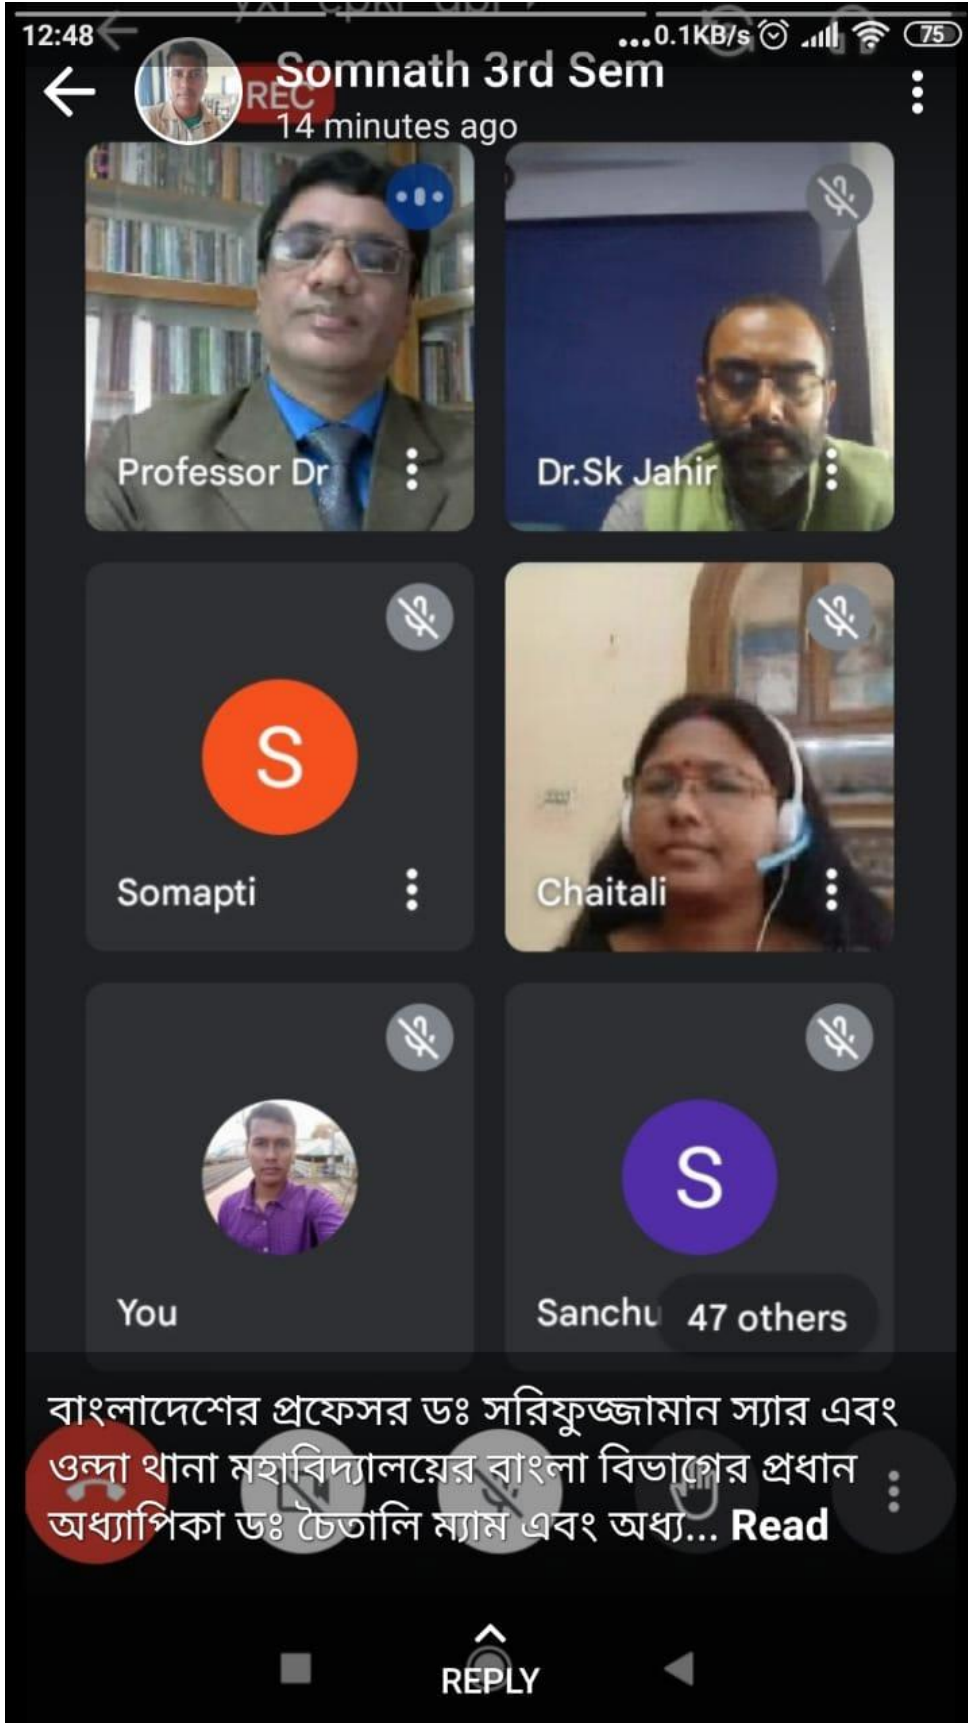 12:48
...0.1KB/s
75
Somnath 3rd Sem
REC
14 minutes ago
Professor Dr
Dr.Sk Jahir
S
Somapti
Chaitali
You
S
Sanchu
47 others
বাংলাদেশের প্রফেসর ডঃ সরিফুজ্জামান স্যার এবং
ওন্দা থানা মহাবিদ্যালয়ের বাংলা বিভাগের প্রধান
অধ্যাপিকা ডঃ চৈতালি ম্যাম এবং অধ্য... Read
REPLY